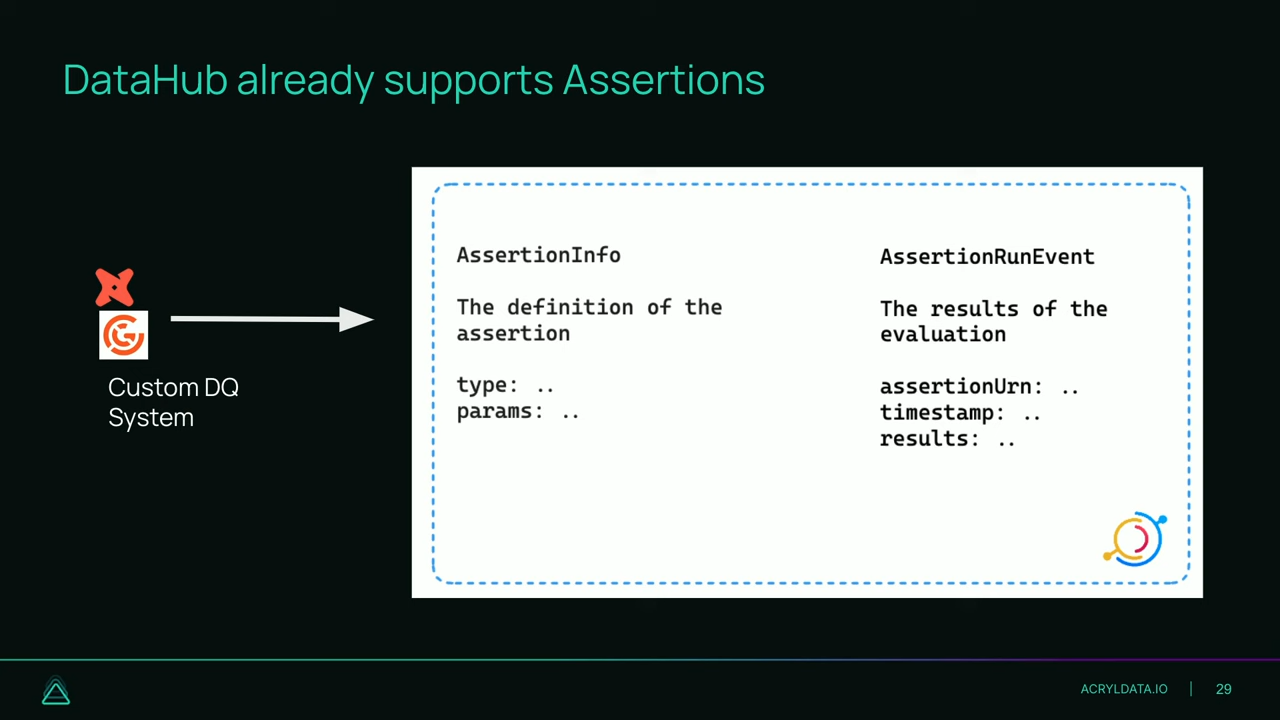 DataHub already supports Assertions
Custom DQ
System
AssertionInfo
The definition of the
assertion
type: ..
params: ..
AssertionRunEvent
The results of the
evaluation
assertionUrn: ..
timestamp: ..
results: ..
ACRYLDATA.IO | 29